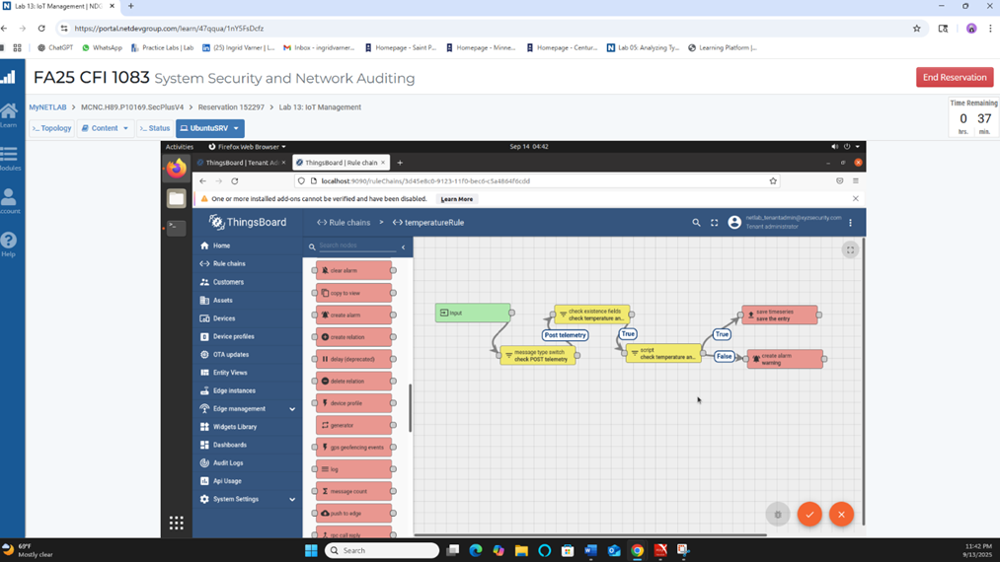 Lab 13: IoT Management | NDG
https://portal.netdevgroup.com/learn/47qqua/1nY5FsDcfz
ChatGPT
WhatsApp
Practice Labs | Lab
(25) Ingrid Varner | L...
Inbox - ingridvarner...
Homepage - Saint P...
Homepage - Minne...
Homepage - Centur...
Lab 05: Analyzing Ty...
Learning Platform |...
FA25 CFI 1083 System Security and Network Auditing
End Reservation
MyNETLAB > MCNC.H89.P10169.SecPlusV4 > Reservation 152297 > Lab 13: IoT Management
Time Remaining
0 37
hrs. min.
>_ Topology
Content
>_ Status
UbuntuSRV
Learn
Modules
Account
Help
Activities
Firefox Web Browser
Sep 14 04:42
ThingsBoard | Tenant Ad
ThingsBoard | Rule chain
One or more installed add-ons cannot be verified and have been disabled.
Learn More
ThingsBoard
Rule chains > temperatureRule
netlab_tenantadmin@syssecurity.com
Tenant administrator
Home
Rule chains
Customers
Assets
Devices
Device profiles
OTA updates
Entity Views
Edge instances
Edge management
Widgets Library
Dashboards
Audit Logs
Api Usage
System Settings
Search nodes
clear alarm
copy to view
create alarm
create relation
delay (deprecated)
delete relation
device profile
generator
gps geofencing events
log
message count
push to edge
rpc call reply
Input
message type switch
check POST telemetry
Post telemetry
check existence fields
check temperature an...
True
script
check temperature an...
True
False
save timeseries
save the entry
create alarm
warning
69°F
Mostly clear
Search
11:42 PM
9/13/2025